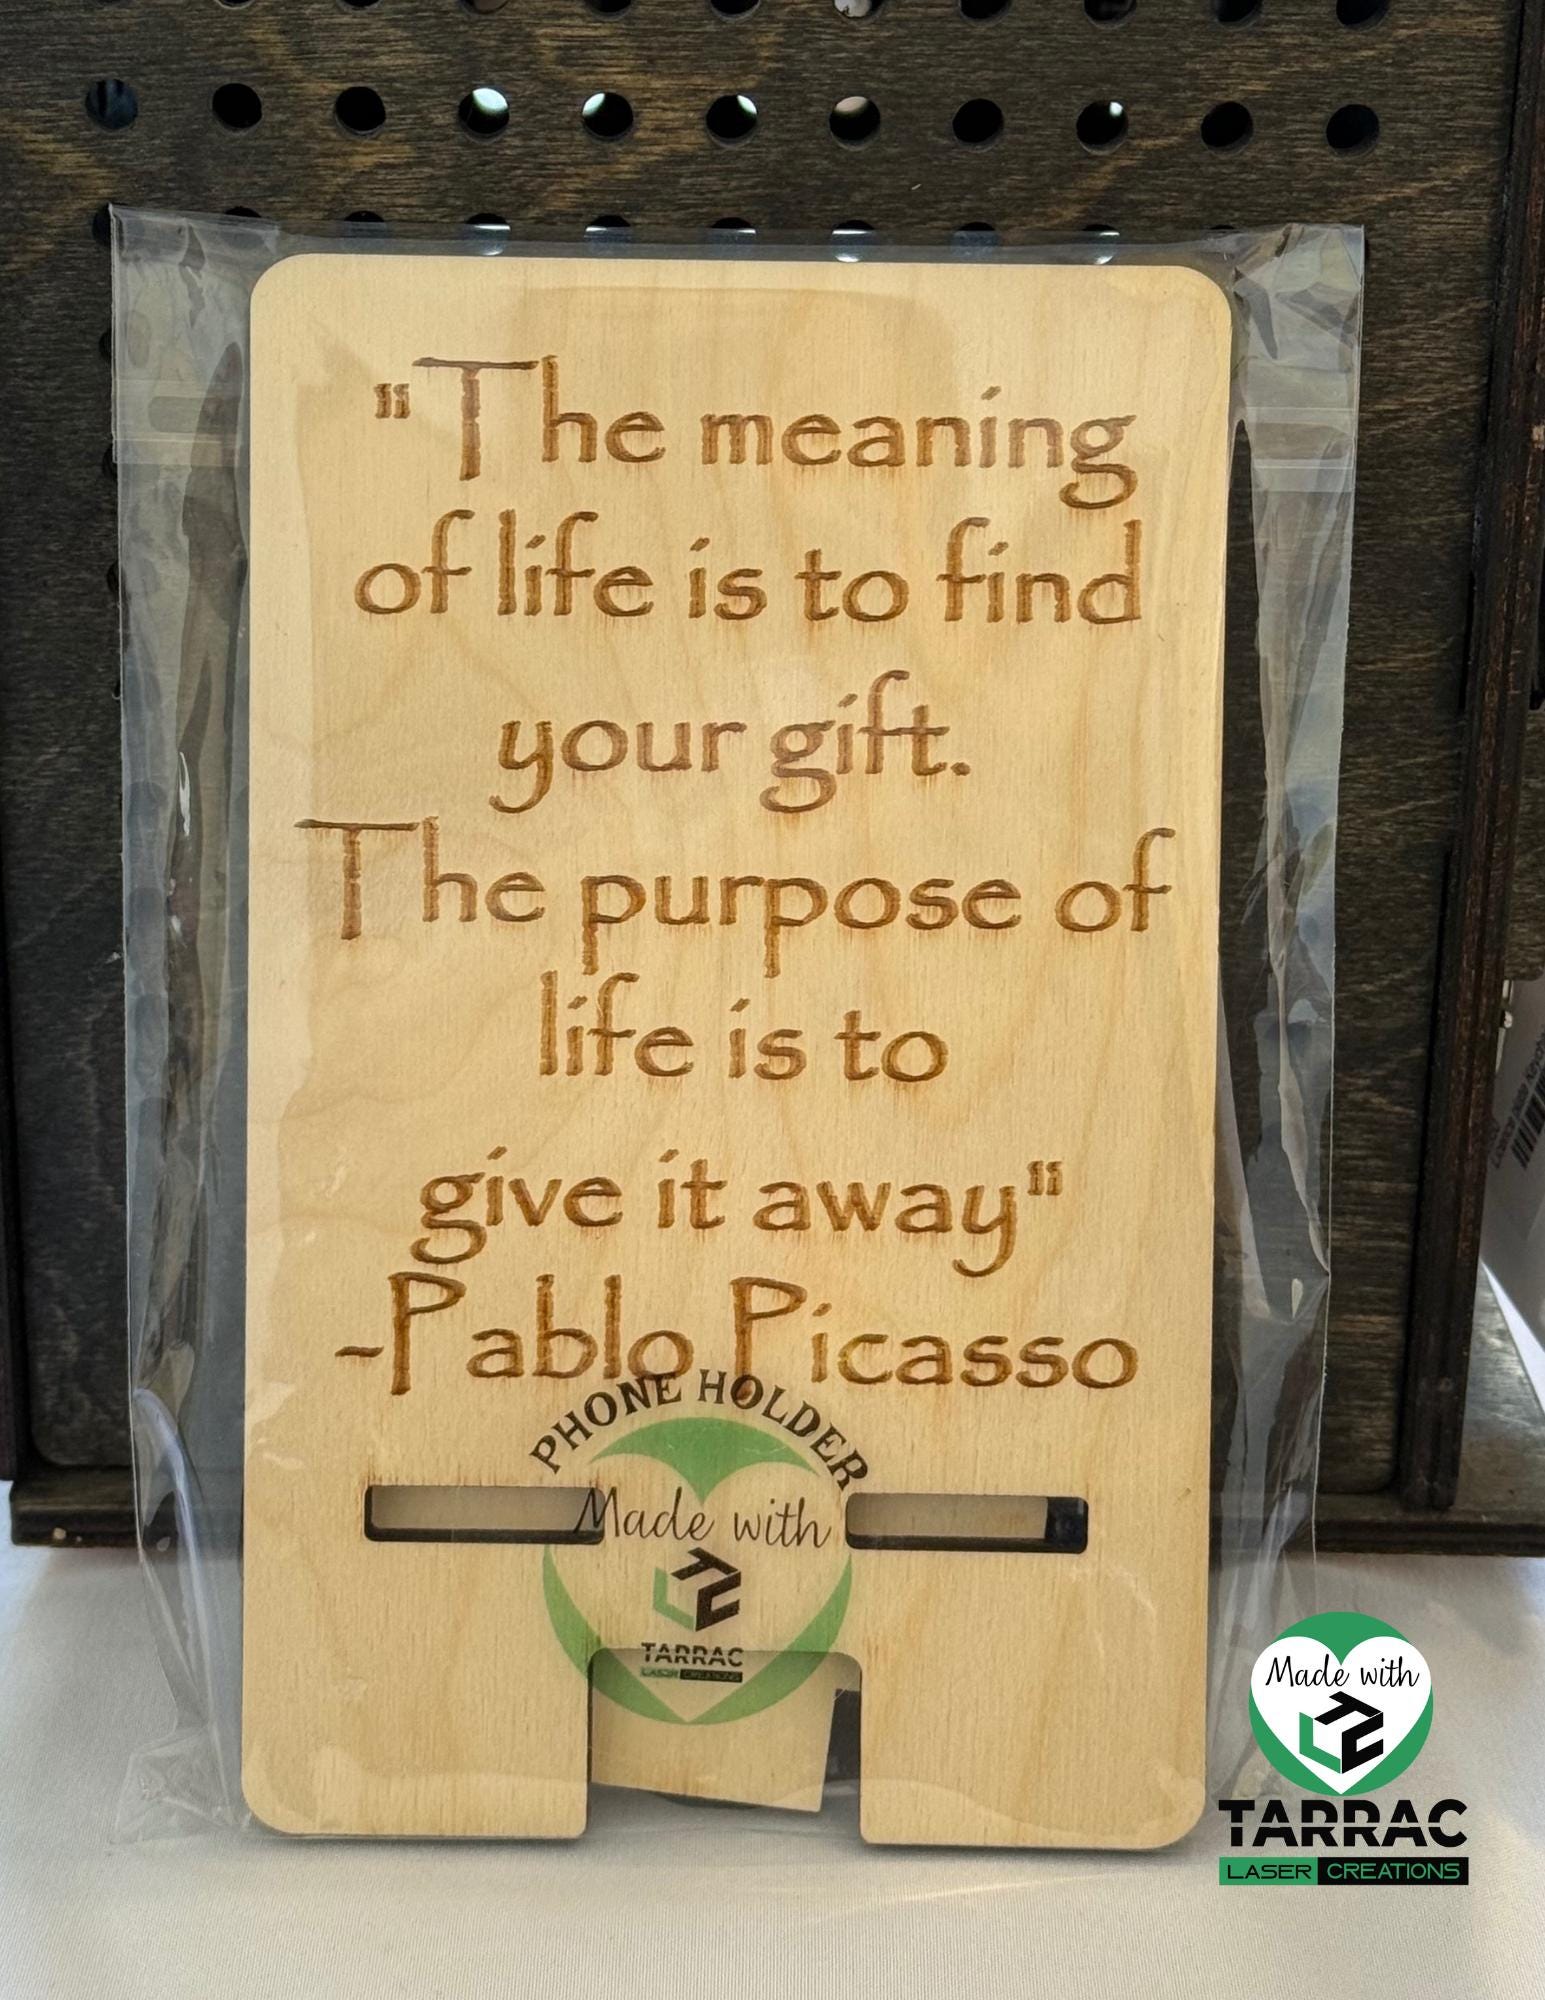 “The meaning
of life is to find
your gift.
The purpose of
life is to
give it away“
-Pablo Picasso
PHONE HOLDER
Made with
TARRAC
LASER CREATIONS
Made with
TARRAC
LASER CREATIONS